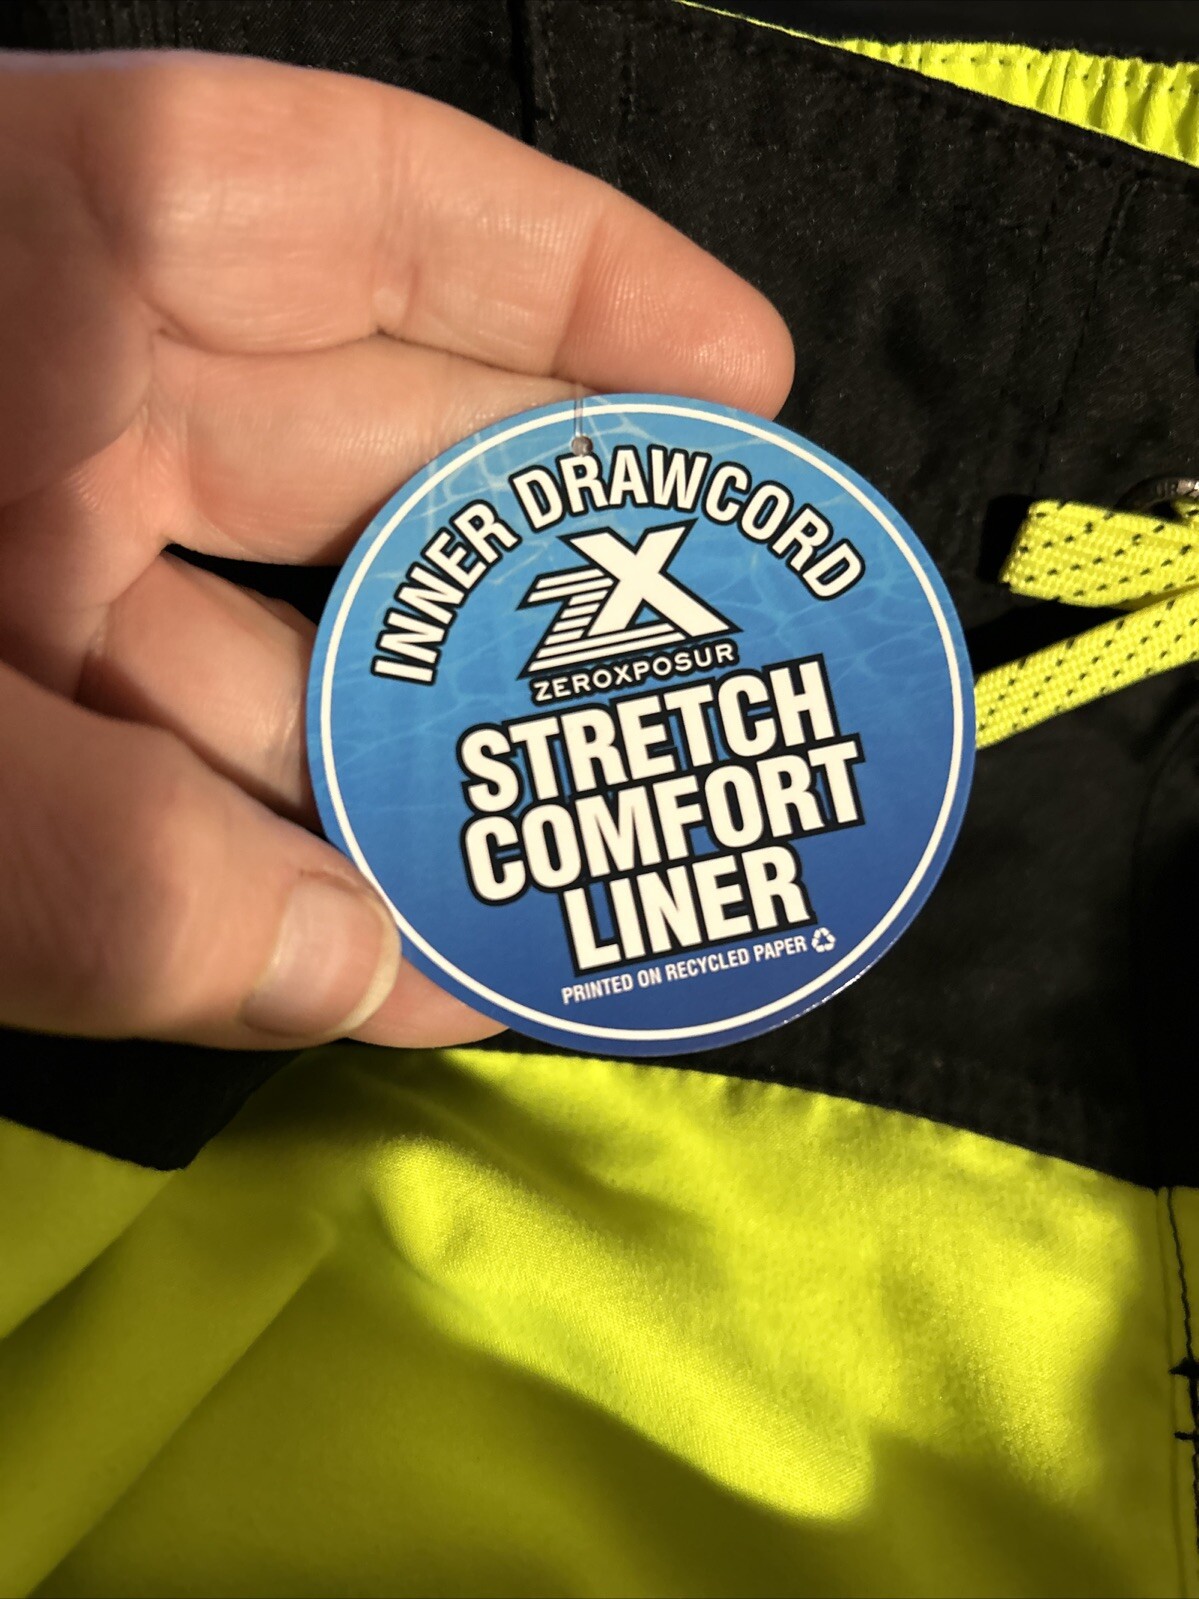 INNER DRAWCORD
ZX
ZEROXPOSUR
STRETCH
COMFORT
LINER
PRINTED ON RECYCLED PAPER